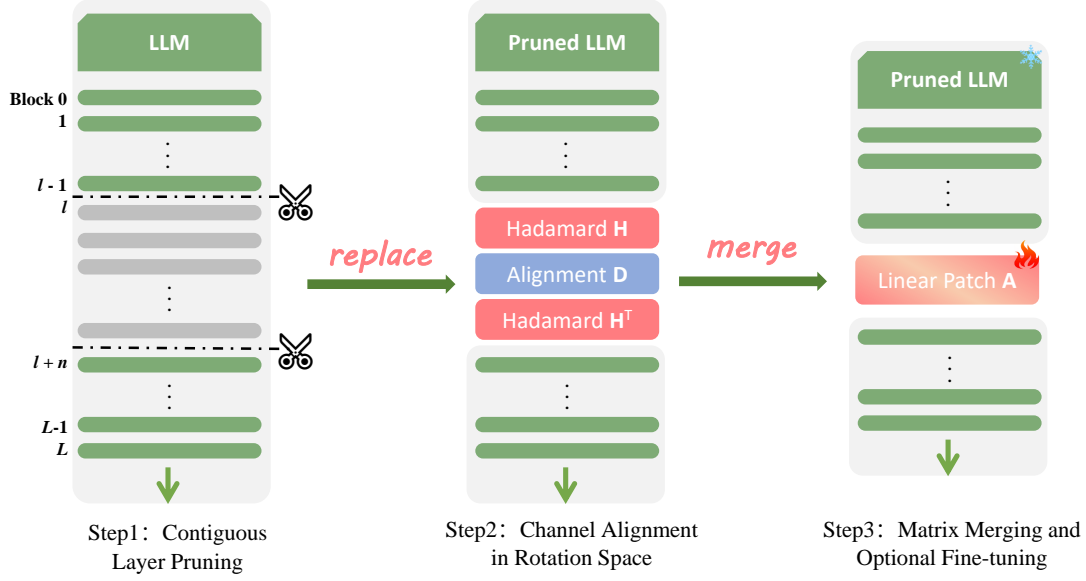 LLM
Block 0
1
l - 1
l
l + n
L-1
L
Step1：Contiguous
Layer Pruning
replace
Pruned LLM
Hadamard H
Alignment D
Hadamard Hᵀ
Step2：Channel Alignment
in Rotation Space
merge
Pruned LLM
Linear Patch A
Step3：Matrix Merging and
Optional Fine-tuning